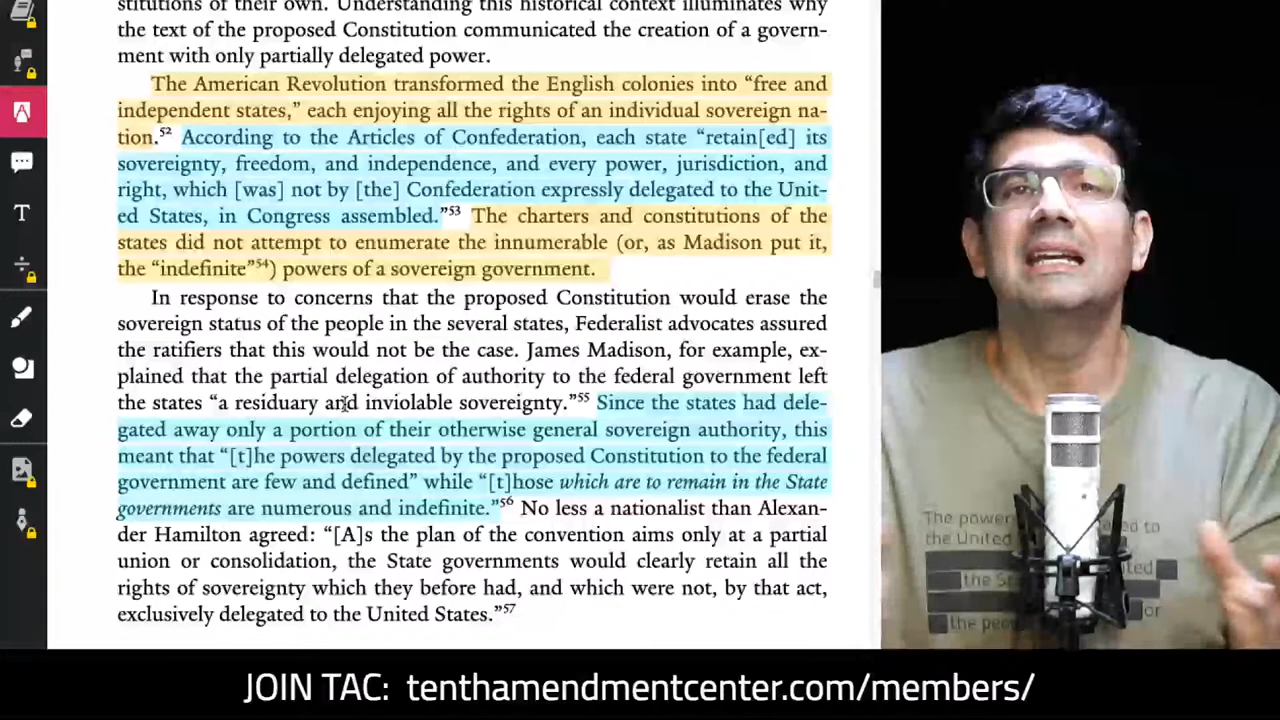 stitutions of their own. Understanding this historical context illuminates why
the text of the proposed Constitution communicated the creation of a govern-
ment with only partially delegated power.
The American Revolution transformed the English colonies into “free and
independent states,” each enjoying all the rights of an individual sovereign na-
tion.52 According to the Articles of Confederation, each state “retain[ed] its
sovereignty, freedom, and independence, and every power, jurisdiction, and
right, which [was] not by [the] Confederation expressly delegated to the Unit-
ed States, in Congress assembled.”53 The charters and constitutions of the
states did not attempt to enumerate the innumerable (or, as Madison put it,
the “indefinite”54) powers of a sovereign government.
In response to concerns that the proposed Constitution would erase the
sovereign status of the people in the several states, Federalist advocates assured
the ratifiers that this would not be the case. James Madison, for example, ex-
plained that the partial delegation of authority to the federal government left
the states “a residuary and inviolable sovereignty.”55 Since the states had dele-
gated away only a portion of their otherwise general sovereign authority, this
meant that “[t]he powers delegated by the proposed Constitution to the federal
government are few and defined” while “[t]hose which are to remain in the State
governments are numerous and indefinite.”56 No less a nationalist than Alexan-
der Hamilton agreed: “[A]s the plan of the convention aims only at a partial
union or consolidation, the State governments would clearly retain all the
rights of sovereignty which they before had, and which were not, by that act,
exclusively delegated to the United States.”57
The power
ed to
the United
ited
the
or
the
JOIN TAC: tenthamendmentcenter.com/members/